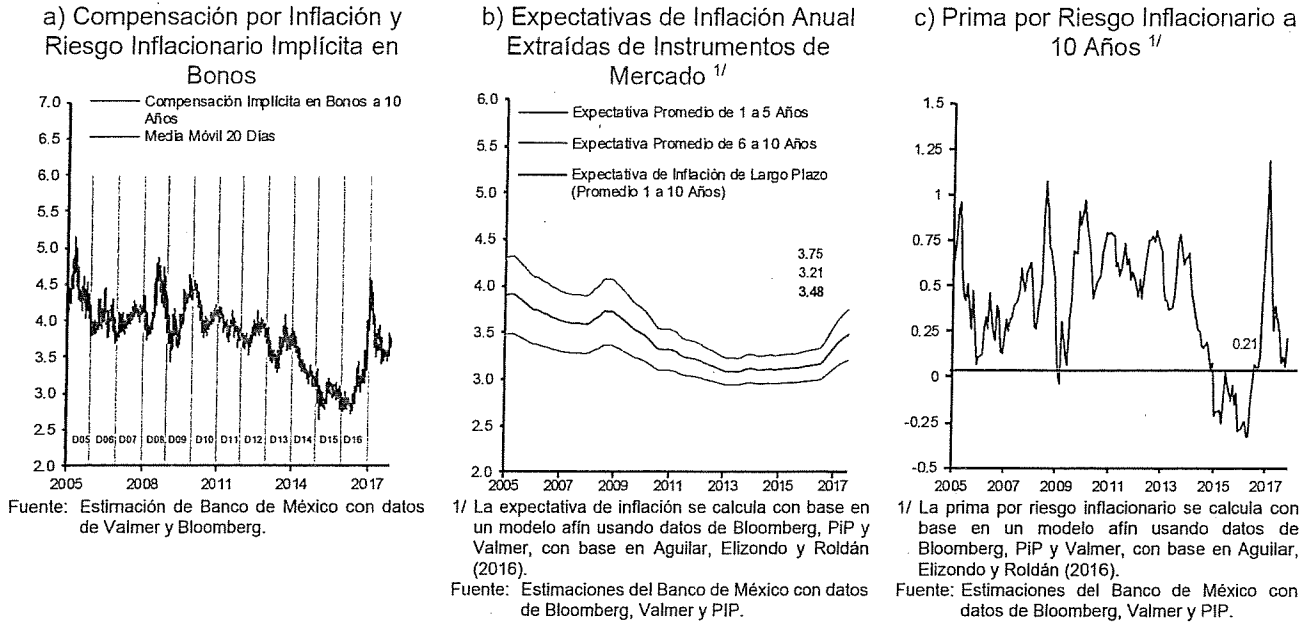 a) Compensación por Inflación y
Riesgo Inflacionario Implícita en
Bonos
7.0
6.5
6.0
5.5
5.0
4.5
4.0
3.5
3.0
2.5
2.0
Compensación Implícita en Bonos a 10
Años
Media Móvil 20 Días
D05 D06 D07 D08 D09 D10 D11 D12 D13 D14 D15 D16
2005 2008 2011 2014 2017
Fuente: Estimación de Banco de México con datos
de Valmer y Bloomberg.
b) Expectativas de Inflación Anual
Extraídas de Instrumentos de
Mercado 1/
6.0
5.5
5.0
4.5
4.0
3.5
3.0
2.5
2.0
Expectativa Promedio de 1 a 5 Años
Expectativa Promedio de 6 a 10 Años
Expectativa de Inflación de Largo Plazo
(Promedio 1 a 10 Años)
3.75
3.21
3.48
2005 2007 2009 2011 2013 2015 2017
1/ La expectativa de inflación se calcula con base
en un modelo afín usando datos de Bloomberg, PiP y
Valmer, con base en Aguilar, Elizondo y Roldán
(2016).
Fuente: Estimaciones del Banco de México con datos
de Bloomberg, Valmer y PIP.
c) Prima por Riesgo Inflacionario a
10 Años 1/
1.5
1.25
1
0.75
0.5
0.25
0
-0.25
-0.5
0.21
2005 2007 2009 2011 2013 2015 2017
1/ La prima por riesgo inflacionario se calcula con
base en un modelo afín usando datos de
Bloomberg, PiP y Valmer, con base en Aguilar,
Elizondo y Roldán (2016).
Fuente: Estimaciones del Banco de México con
datos de Bloomberg, Valmer y PIP.